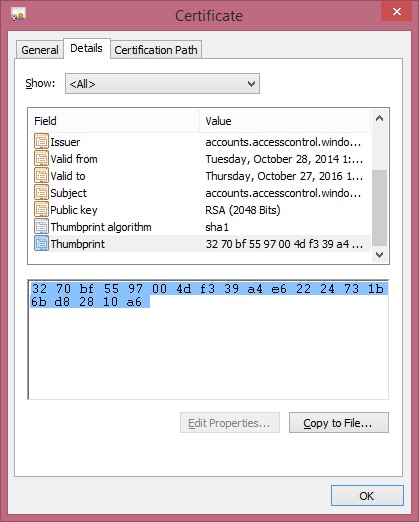 Certificate
General Details Certification Path
Show: <All>
Field Value
Issuer accounts.accesscontrol.windo...
Valid from Tuesday, October 28, 2014 1:...
Valid to Thursday, October 27, 2016 1...
Subject accounts.accesscontrol.windo...
Public key RSA (2048 Bits)
Thumbprint algorithm sha1
Thumbprint 32 70 bf 55 97 00 4d f3 39 a4 ...
32 70 bf 55 97 00 4d f3 39 a4 e6 22 24 73 1b
6b d8 28 10 a6
Edit Properties... Copy to File...
OK